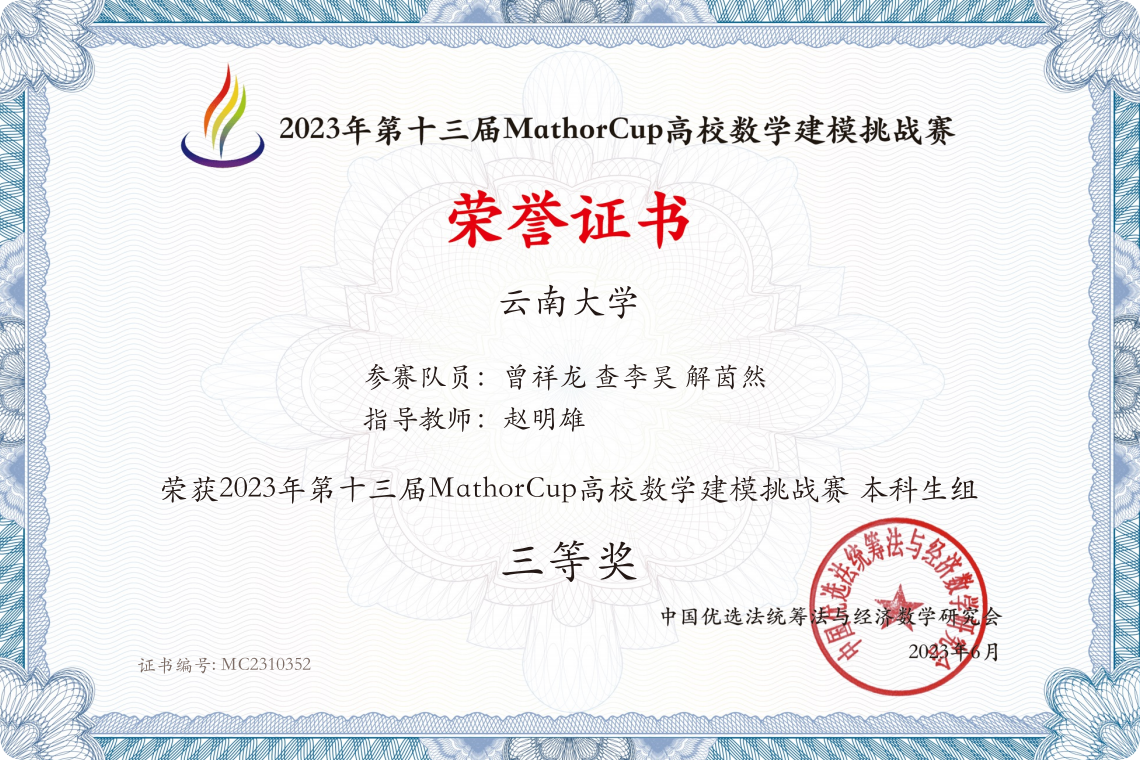 2023年第十三届MathorCup高校数学建模挑战赛
荣誉证书
云南大学
参赛队员：曾祥龙 查李昊 解茵然
指导教师：赵明雄
荣获2023年第十三届MathorCup高校数学建模挑战赛 本科生组
三等奖
中国优选法统筹法与经济数学研究会
中国优选法统筹法与经济数学研究会
2023年6月
证书编号: MC2310352